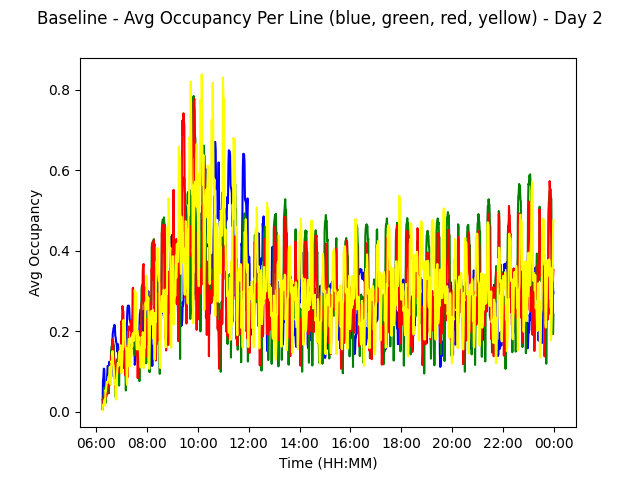 Baseline - Avg Occupancy Per Line (blue, green, red, yellow) - Day 2
Avg Occupancy
0.8
0.6
0.4
0.2
0.0
06:00 08:00 10:00 12:00 14:00 16:00 18:00 20:00 22:00 00:00
Time (HH:MM)